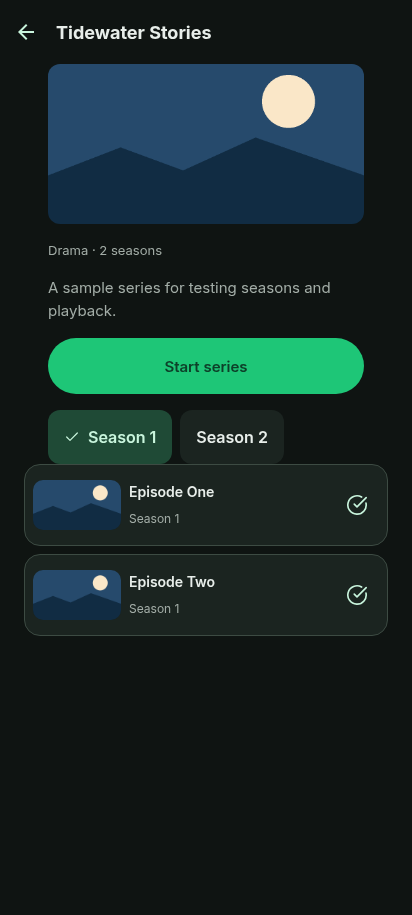 Tidewater Stories
Drama · 2 seasons
A sample series for testing seasons and
playback.
Start series
Season 1
Season 2
Episode One
Season 1
Episode Two
Season 1